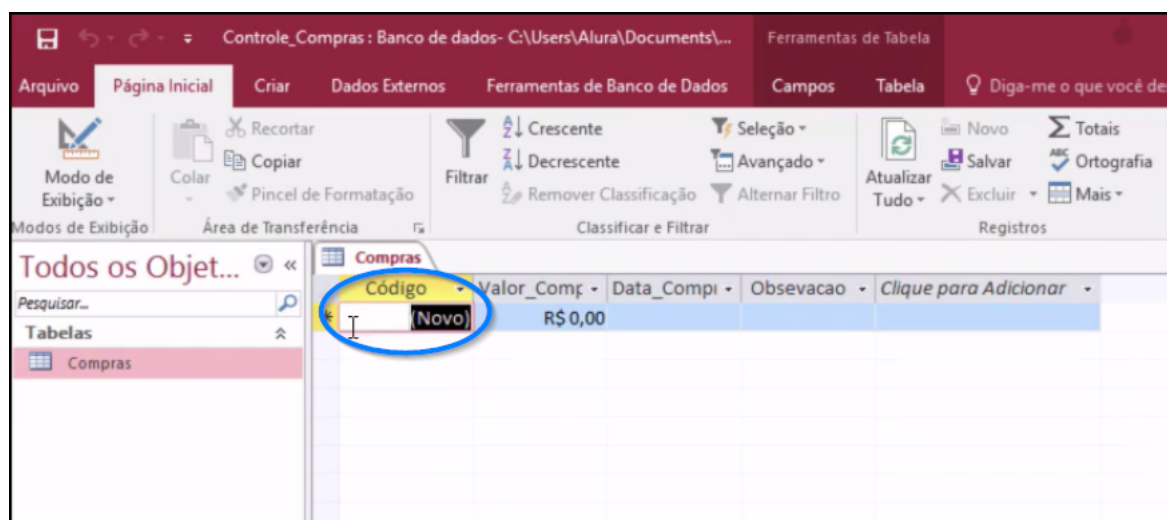 Controle_Compras : Banco de dados- C:\Users\Alura\Documents\... Ferramentas de Tabela
Arquivo Página Inicial Criar Dados Externos Ferramentas de Banco de Dados Campos Tabela Diga-me o que você de
Modo de Exibição
Colar
Recortar
Copiar
Pincel de Formatação
Filtrar
Crescente
Decrescente
Remover Classificação
Seleção
Avançado
Alternar Filtro
Atualizar Tudo
Novo
Salvar
Excluir
Totais
Ortografia
Mais
Modos de Exibição Área de Transferência Classificar e Filtrar Registros
Todos os Objet... «
Pesquisar...
Tabelas
Compras
Compras
Código Valor_Comp Data_Comp Obsevacao Clique para Adicionar
* (Novo) R$ 0,00